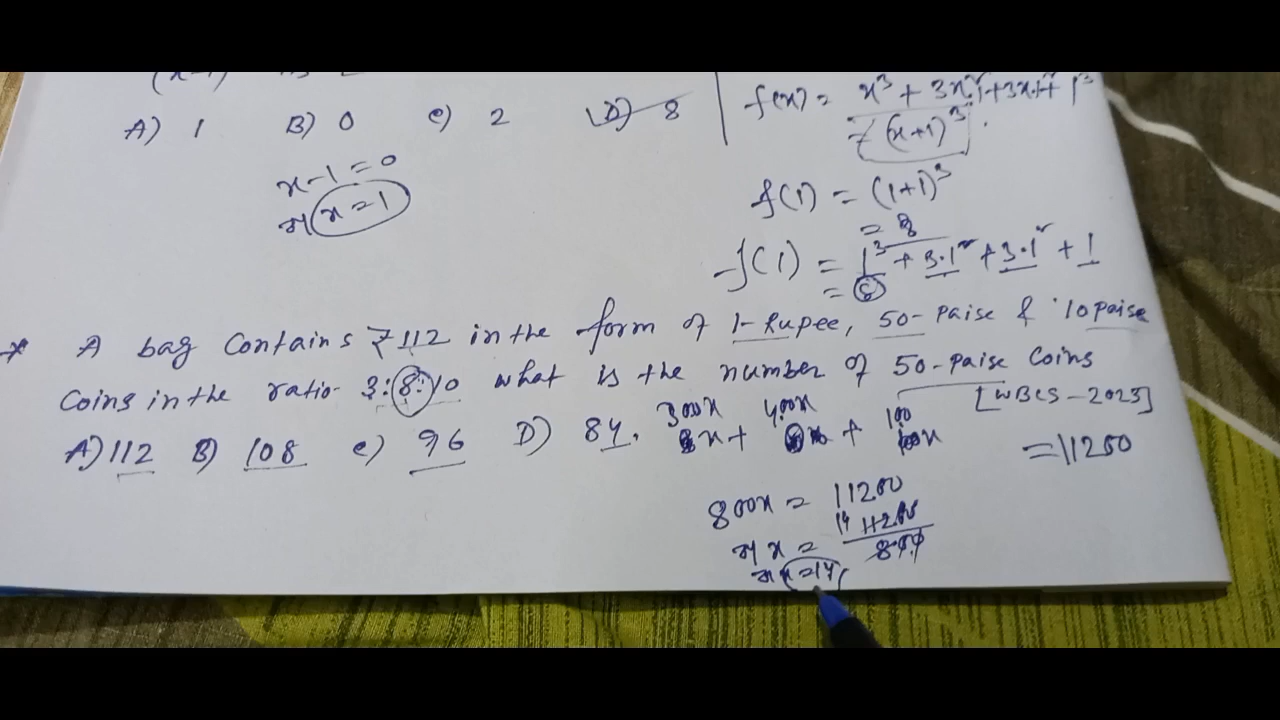 A) 1 B) 0 c) 2 D) 8
x-1=0
বা x=1
f(x) = x³ + 3x².1+3x.1²+ 1³
= (x+1)³.
f(1) = (1+1)³
= 8
f(1) = 1³ + 3.1² + 3.1² + 1
= 8
* A bag contains ₹112 in the form of 1-Rupee, 50-paise & 10 paise
coins in the ratio 3:8:10 what is the number of 50-paise coins
[WBCS-2023]
A) 112 B) 108 c) 96 D) 84.
300x + 400x + 100x = 11200
800x = 11200
বা x = 11200/800 14
বা x=14